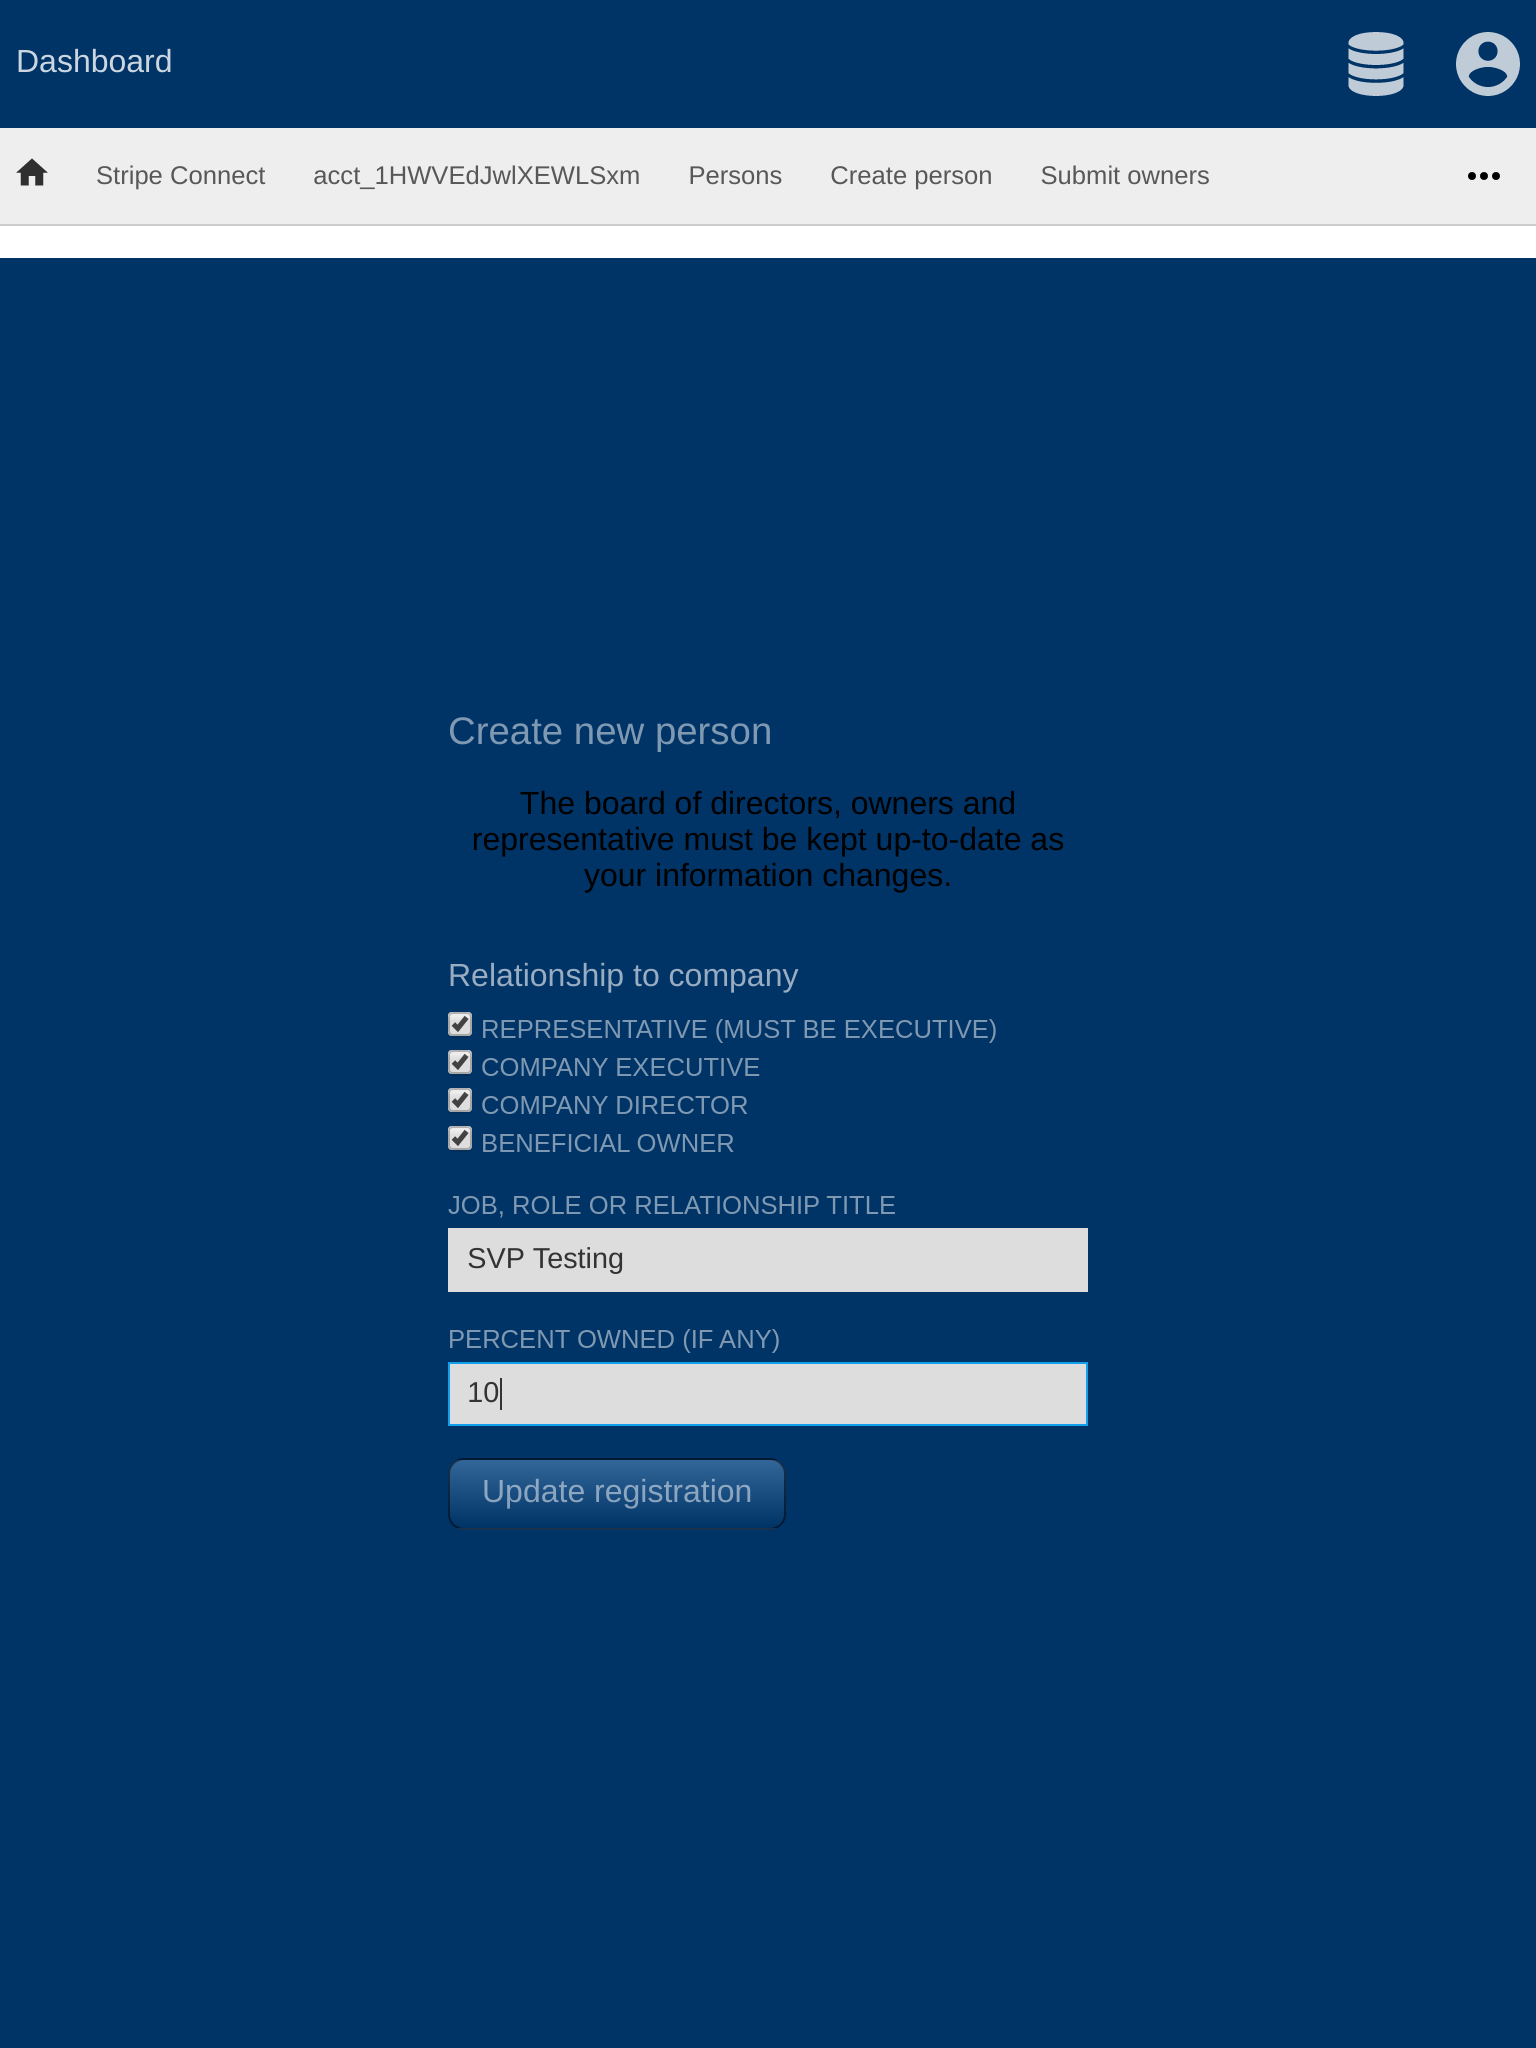 Dashboard
Stripe Connect acct_1HWVEdJwlXEWLSxm Persons Create person Submit owners
Create new person
The board of directors, owners and
representative must be kept up-to-date as
your information changes.
Relationship to company
REPRESENTATIVE (MUST BE EXECUTIVE)
COMPANY EXECUTIVE
COMPANY DIRECTOR
BENEFICIAL OWNER
JOB, ROLE OR RELATIONSHIP TITLE
SVP Testing
PERCENT OWNED (IF ANY)
10
Update registration